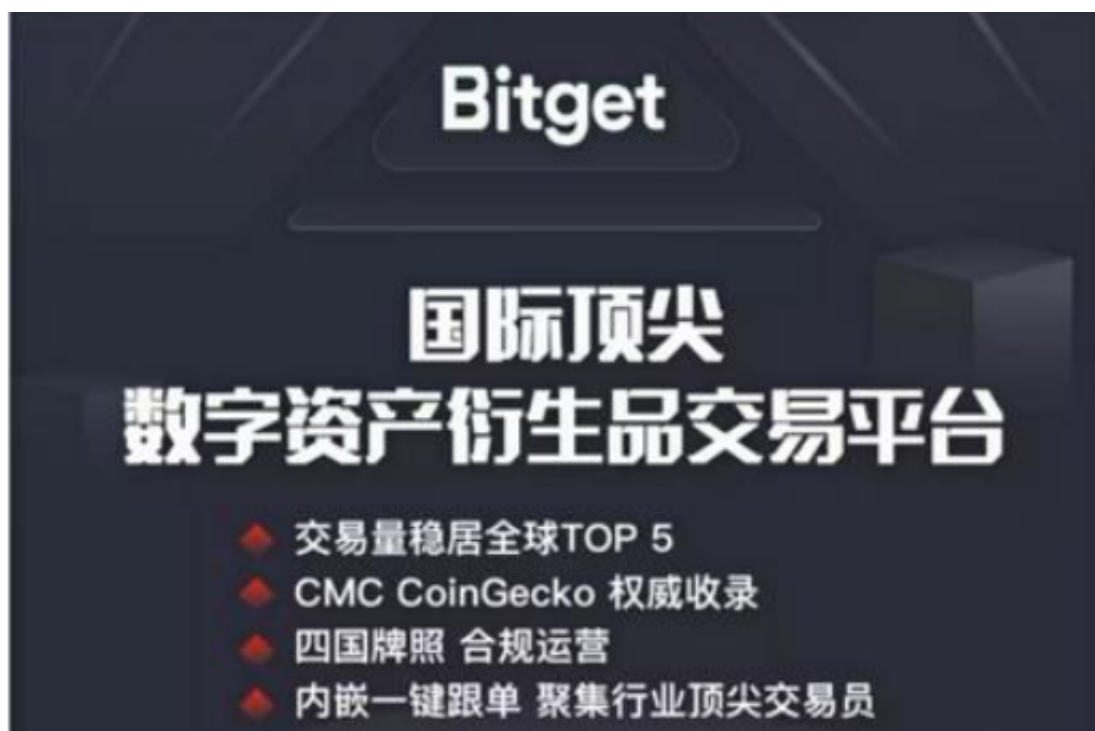 Bitget
国际顶尖
数字资产衍生品交易平台
交易量稳居全球TOP 5
CMC CoinGecko 权威收录
四国牌照 合规运营
内嵌一键跟单 聚集行业顶尖交易员